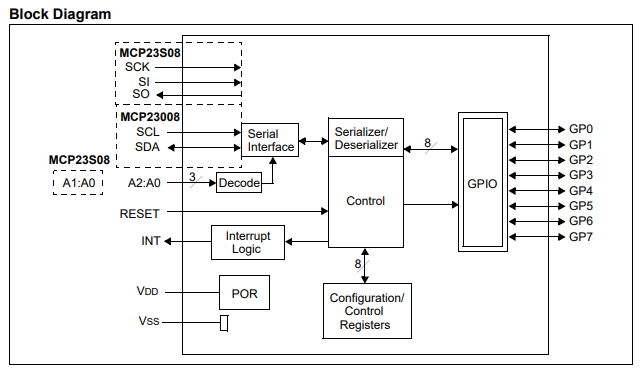 Block Diagram
MCP23S08
SCK
SI
SO
MCP23008
SCL
SDA
Serial
Interface
Serializer/
Deserializer
8
GP0
GP1
GP2
GP3
GP4
GP5
GP6
GP7
GPIO
MCP23S08
A1:A0
A2:A0
3
Decode
Control
RESET
INT
Interrupt
Logic
8
VDD
POR
Configuration/
Control
Registers
VSS